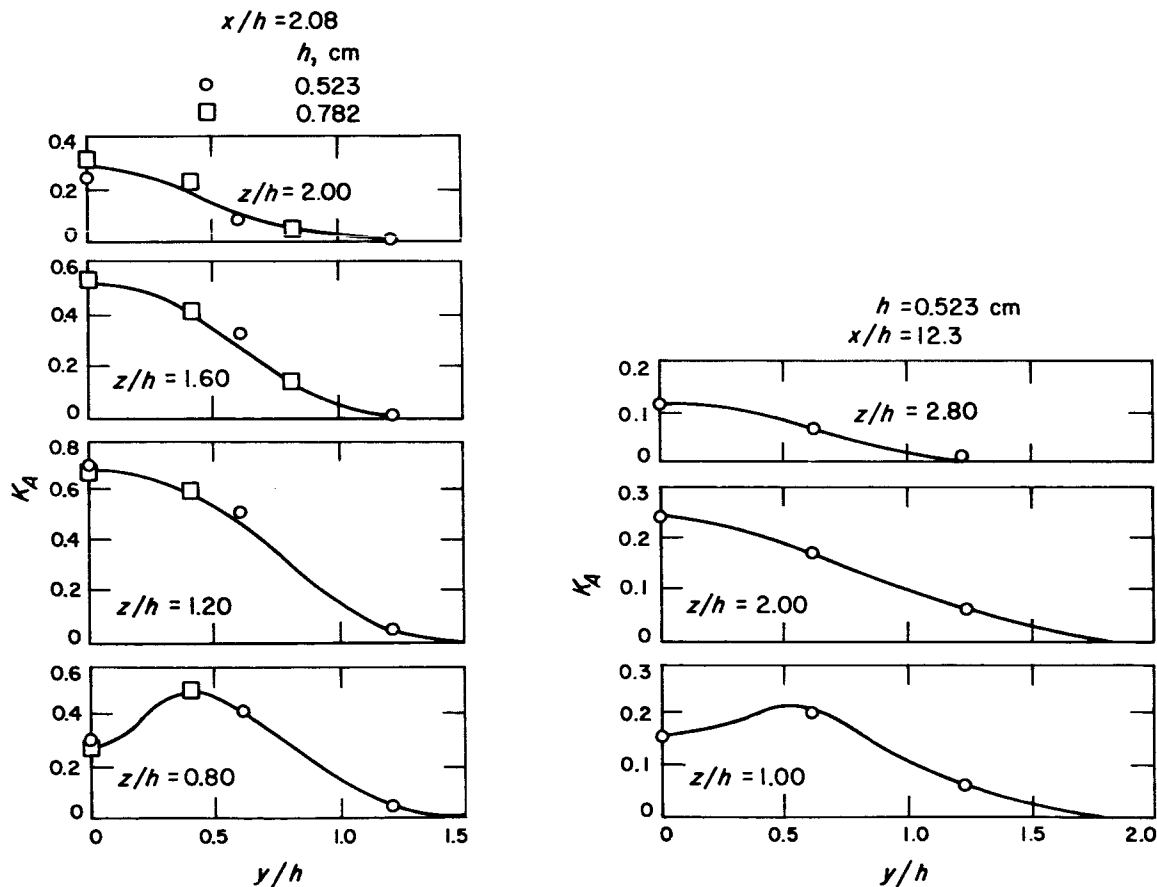 x/h = 2.08
h, cm
0.523
0.782
0.4
0.2
0
z/h = 2.00
0.6
0.4
0.2
0
z/h = 1.60
0.8
0.6
0.4
0.2
0
KA
z/h = 1.20
0.6
0.4
0.2
0
z/h = 0.80
0 0.5 1.0 1.5
y/h
h = 0.523 cm
x/h = 12.3
0.2
0.1
0
z/h = 2.80
0.3
0.2
0.1
0
KA
z/h = 2.00
0.3
0.2
0.1
0
z/h = 1.00
0 0.5 1.0 1.5 2.0
y/h